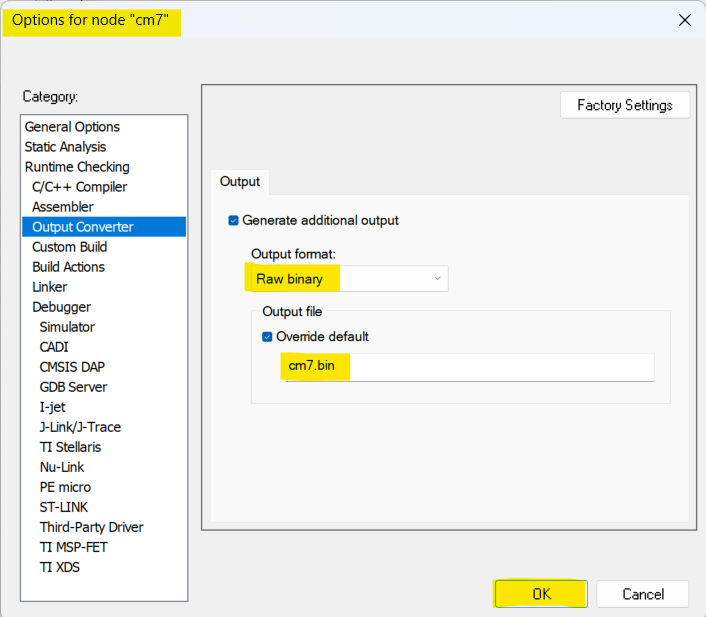 Options for node "cm7"
Category:
General Options
Static Analysis
Runtime Checking
C/C++ Compiler
Assembler
Output Converter
Custom Build
Build Actions
Linker
Debugger
Simulator
CADI
CMSIS DAP
GDB Server
I-jet
J-Link/J-Trace
TI Stellaris
Nu-Link
PE micro
ST-LINK
Third-Party Driver
TI MSP-FET
TI XDS
Factory Settings
Output
Generate additional output
Output format:
Raw binary
Output file
Override default
cm7.bin
OK Cancel